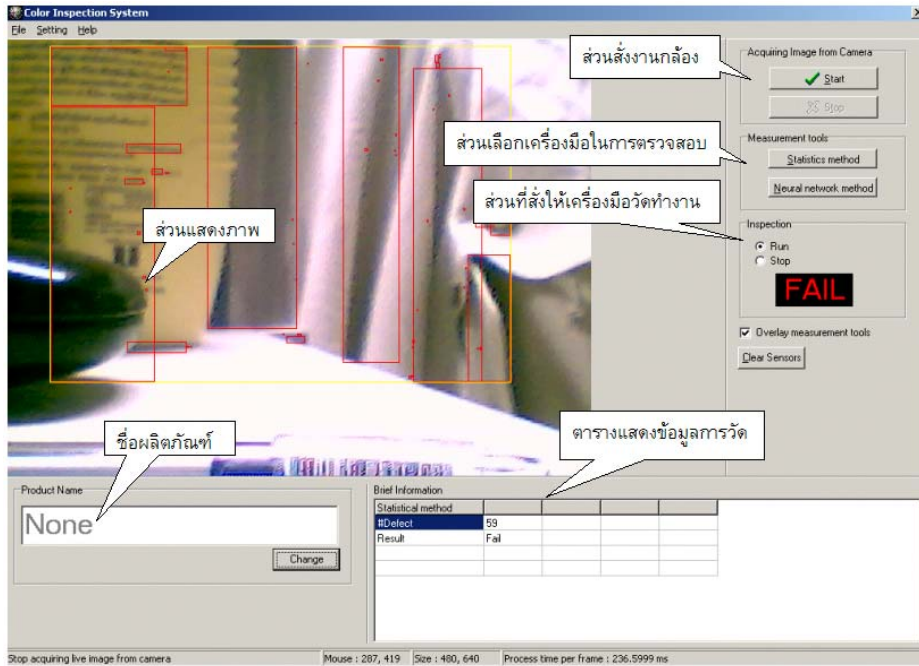 Color Inspection System
File Setting Help
ส่วนสั่งงานกล้อง
Acquiring Image from Camera
Start
Stop
ส่วนเลือกเครื่องมือในการตรวจสอบ
Measurement tools
Statistics method
Neural network method
ส่วนที่สั่งให้เครื่องมือวัดทำงาน
Inspection
Run
Stop
FAIL
ส่วนแสดงภาพ
Overlay measurement tools
Clear Sensors
ชื่อผลิตภัณฑ์
ตารางแสดงข้อมูลการวัด
Product Name
None
Change
Brief Information
Statistical method
#Defect 59
Result Fail
Stop acquiring live image from camera Mouse : 287, 419 Size : 480, 640 Process time per frame : 236.5999 ms